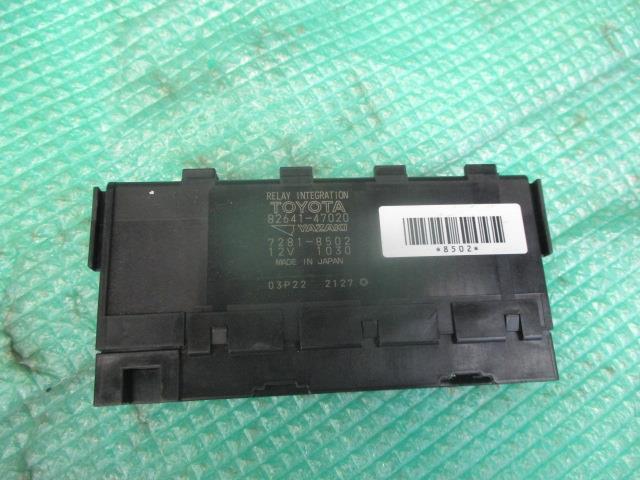 RELAY INTEGRATION
TOYOTA
82641-47020
YAZAKI
7281-8502
12V 1030
MADE IN JAPAN
03P22 2127
*8502*